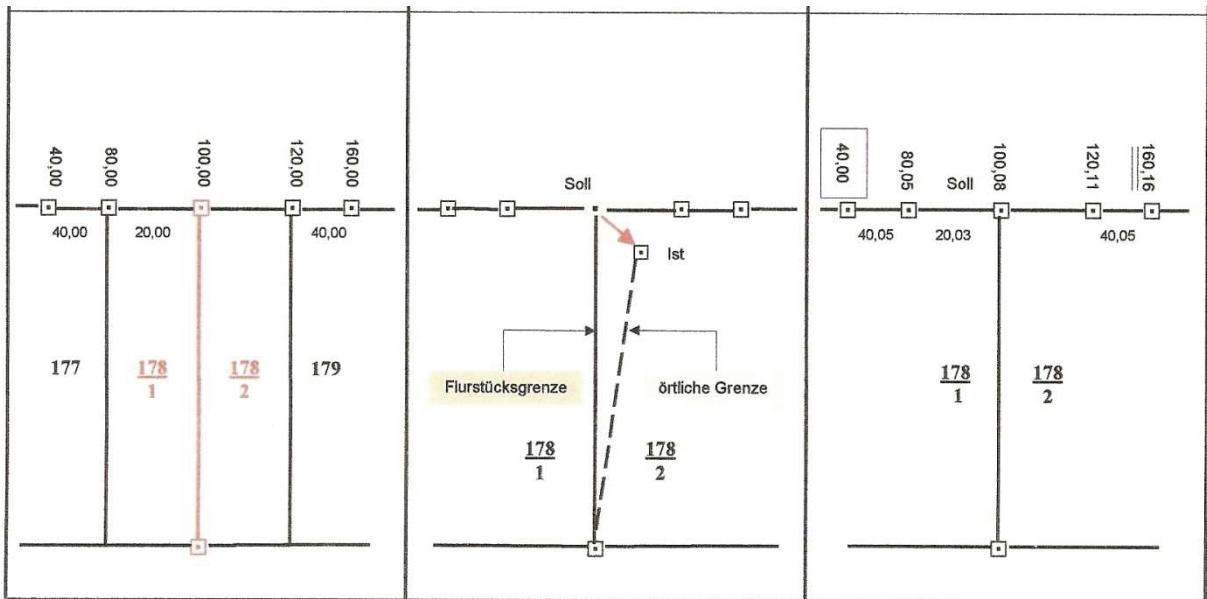 40,00
80,00
100,00
120,00
160,00
40,00 20,00 40,00
177 178/1 178/2 179
Soll
Ist
Flurstücksgrenze örtliche Grenze
178/1 178/2
40,00
80,05
Soll
100,08
120,11
160,16
40,05 20,03 40,05
178/1 178/2